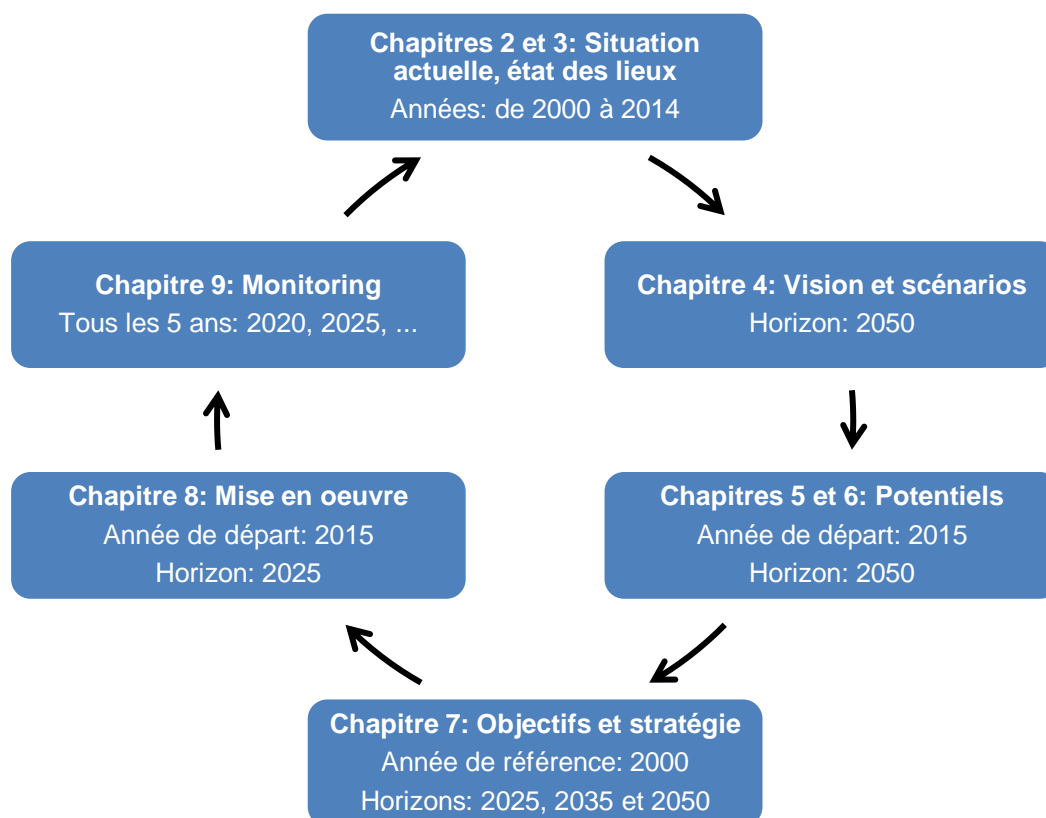 Chapitres 2 et 3: Situation
actuelle, état des lieux
Années: de 2000 à 2014
Chapitre 4: Vision et scénarios
Horizon: 2050
Chapitres 5 et 6: Potentiels
Année de départ: 2015
Horizon: 2050
Chapitre 7: Objectifs et stratégie
Année de référence: 2000
Horizons: 2025, 2035 et 2050
Chapitre 8: Mise en oeuvre
Année de départ: 2015
Horizon: 2025
Chapitre 9: Monitoring
Tous les 5 ans: 2020, 2025, ...